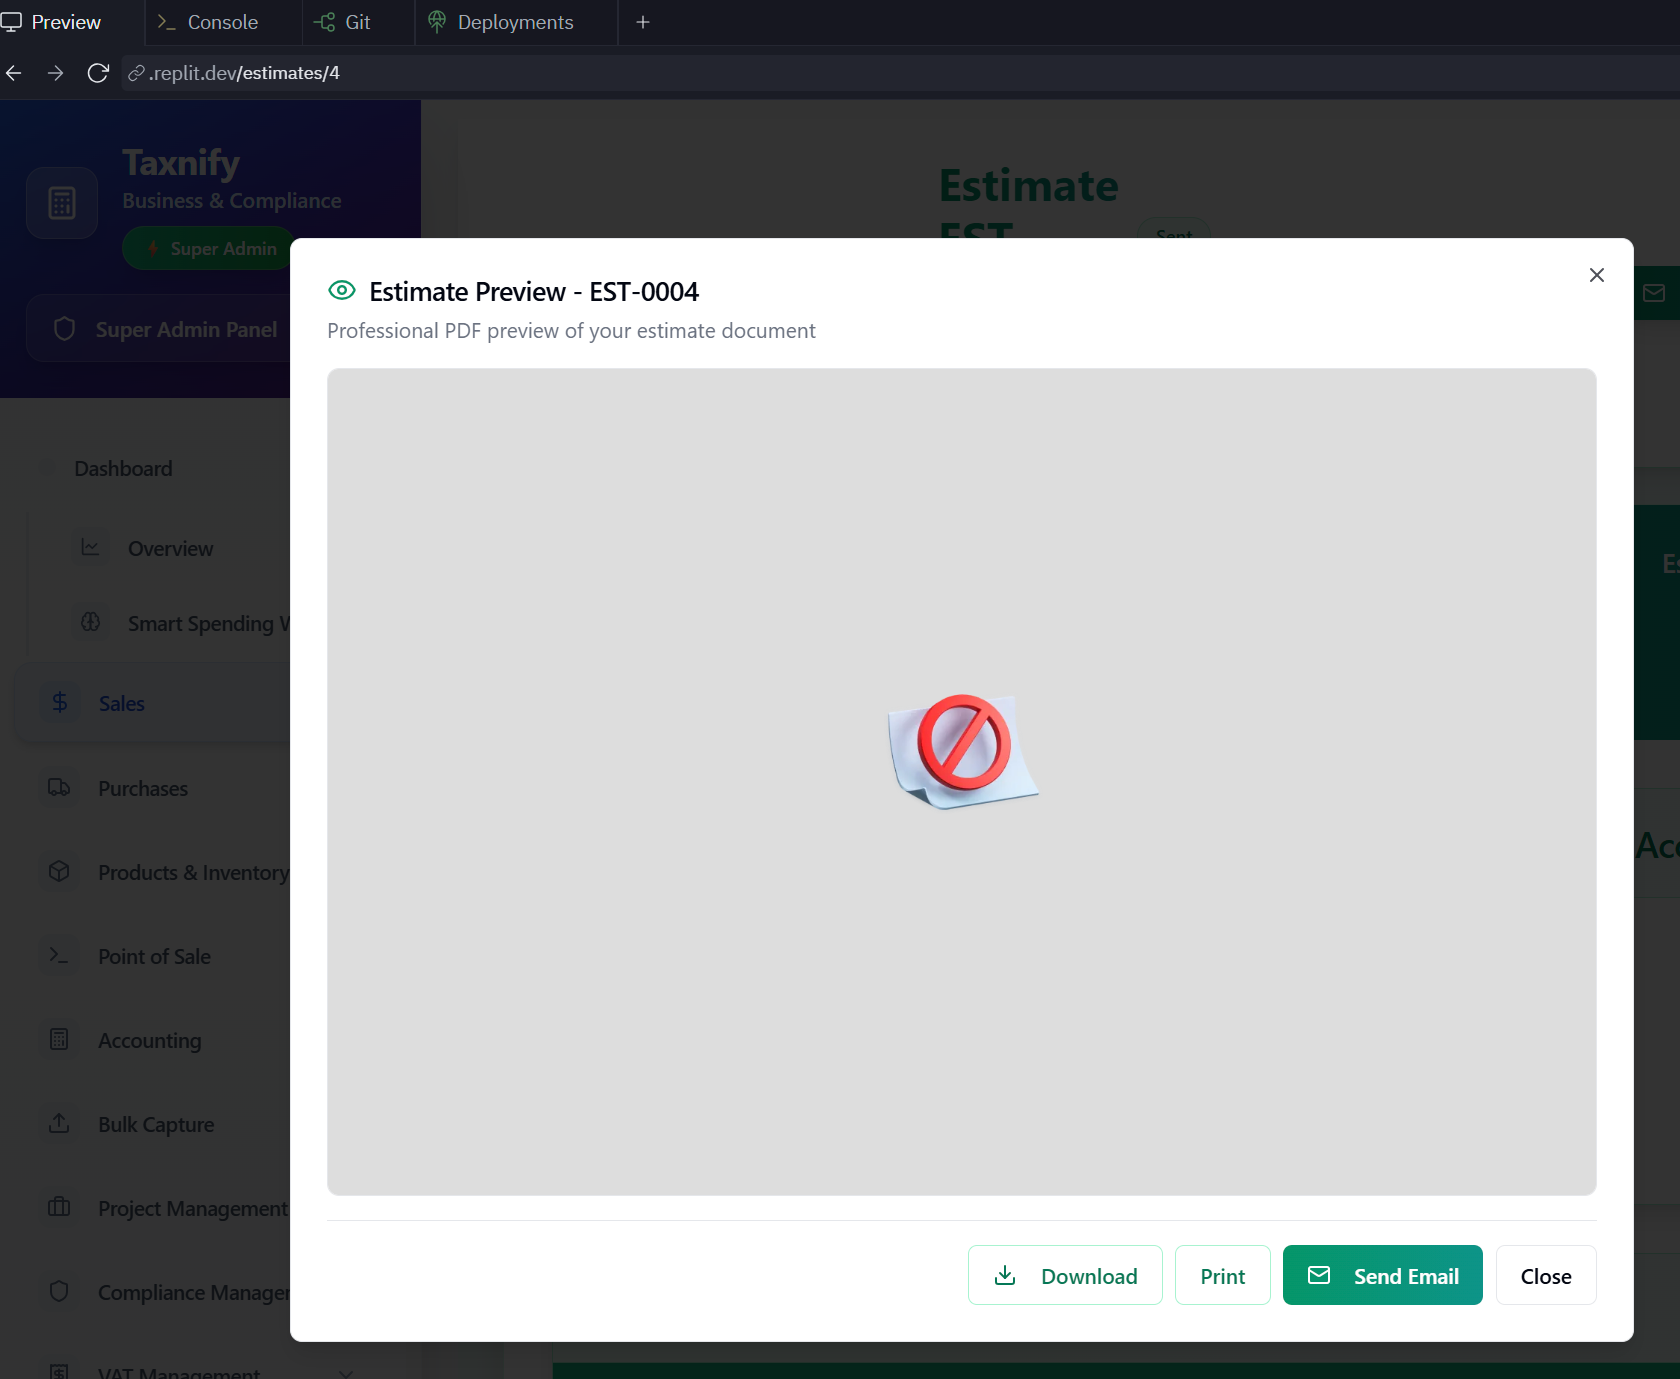 Preview
Console
Git
Deployments
.replit.dev/estimates/4
Taxnify
Business & Compliance
Super Admin
Super Admin Panel
Estimate
EST
Sent
Estimate Preview - EST-0004
Professional PDF preview of your estimate document
Dashboard
Overview
Smart Spending
Sales
Purchases
Products & Inventory
Point of Sale
Accounting
Bulk Capture
Project Management
Compliance
VAT Management
Download
Print
Send Email
Close